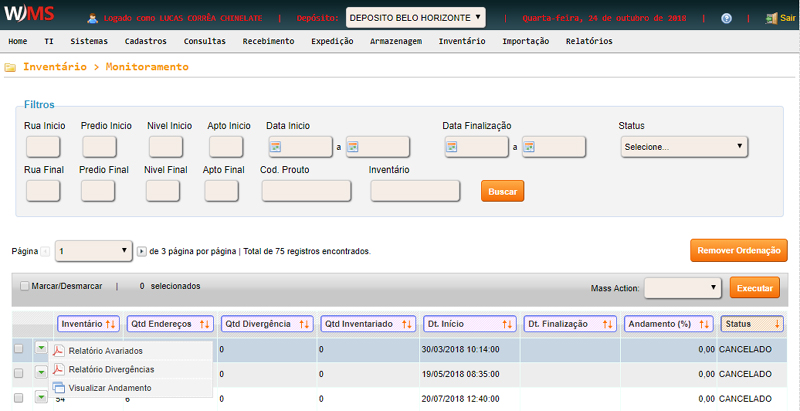 WMS
Logado como LUCAS CORRÊA CHIMELATE | Depósito: DEPOSITO BELO HORIZONTE | Quarta-feira, 24 de outubro de 2018 | | Sair
Home TI Sistemas Cadastros Consultas Recebimento Expedição Armazenagem Inventário Importação Relatórios
Inventário > Monitoramento
Filtros
Rua Inicio Predio Inicio Nivel Inicio Apto Inicio Data Inicio Data Finalização Status
a a Selecione...
Rua Final Predio Final Nivel Final Apto Final Cod. Prouto Inventário
Buscar
Página 1 de 3 página por página | Total de 75 registros encontrados.
Remover Ordenação
Marcar/Desmarcar | 0 selecionados Mass Action: Executar
Inventário Qtd Endereços Qtd Divergência Qtd Inventariado Dt. Início Dt. Finalização Andamento (%) Status
Relatório Avariados 0 0 30/03/2018 10:14:00 0,00 CANCELADO
Relatório Divergências 0 0 19/05/2018 08:35:00 0,00 CANCELADO
Visualizar Andamento
54 6 0 0 20/07/2018 12:40:00 0,00 CANCELADO